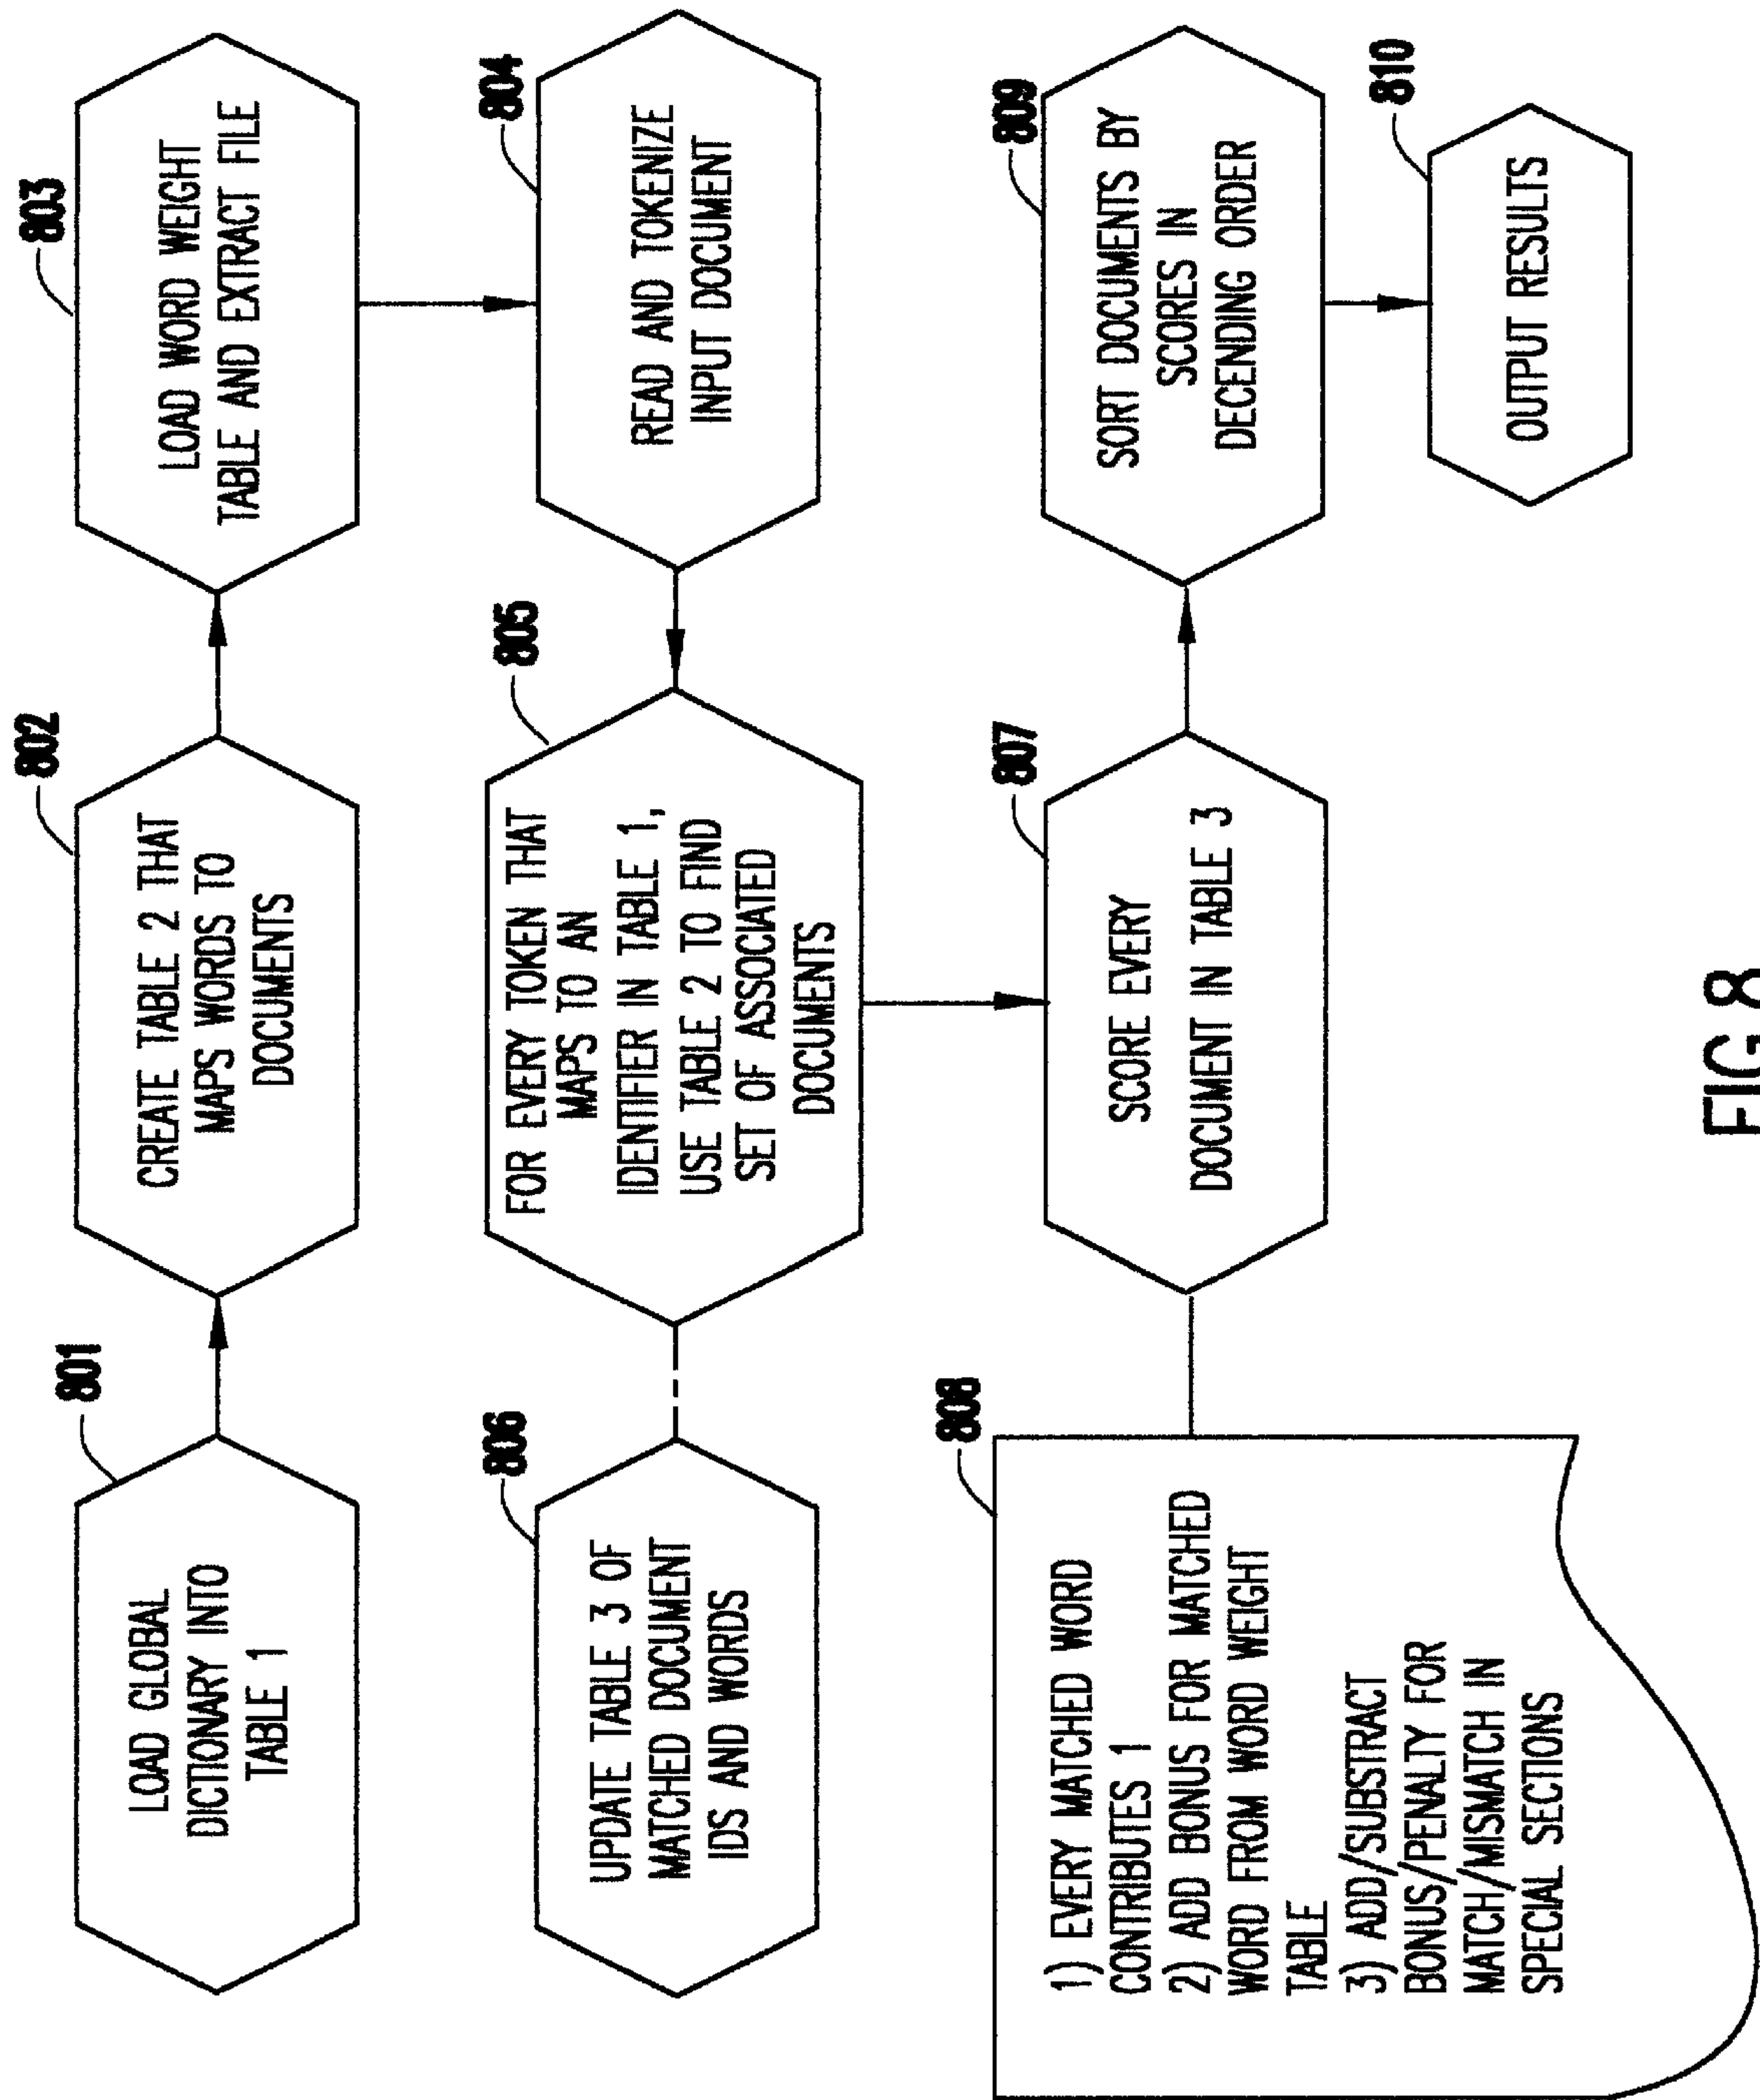 801
LOAD GLOBAL
DICTIONARY INTO
TABLE 1
802
CREATE TABLE 2 THAT
MAPS WORDS TO
DOCUMENTS
803
LOAD WORD WEIGHT
TABLE AND EXTRACT FILE
804
READ AND TOKENIZE
INPUT DOCUMENT
805
FOR EVERY TOKEN THAT
MAPS TO AN
IDENTIFIER IN TABLE 1,
USE TABLE 2 TO FIND
SET OF ASSOCIATED
DOCUMENTS
806
UPDATE TABLE 3 OF
MATCHED DOCUMENT
IDS AND WORDS
807
SCORE EVERY
DOCUMENT IN TABLE 3
808
1) EVERY MATCHED WORD
CONTRIBUTES 1
2) ADD BONUS FOR MATCHED
WORD FROM WORD WEIGHT
TABLE
3) ADD/SUBSTRACT
BONUS/PENALTY FOR
MATCH/MISMATCH IN
SPECIAL SECTIONS
809
SORT DOCUMENTS BY
SCORES IN
DECENDING ORDER
810
OUTPUT RESULTS
FIG.8